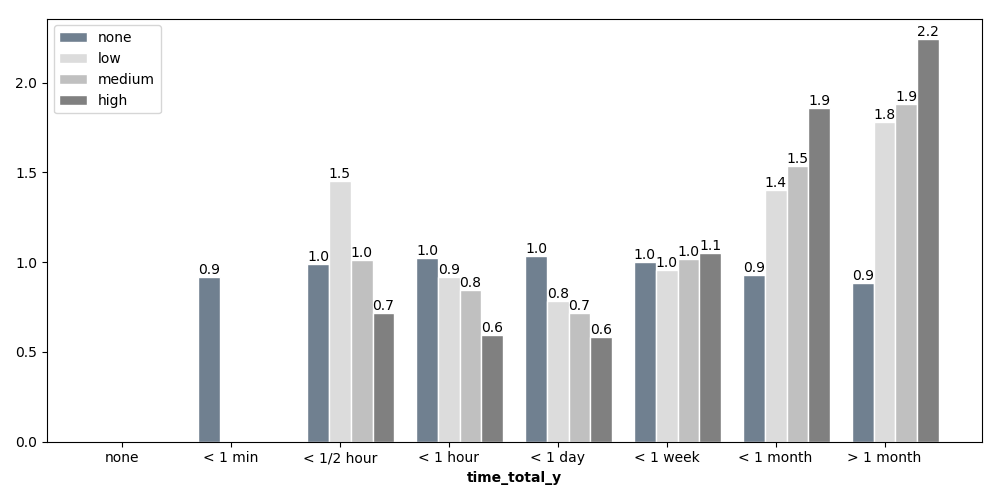 none
low
medium
high
2.0
1.5
1.0
0.5
0.0
0.9
1.0
1.5
1.0
0.7
1.0
0.9
0.8
0.6
1.0
0.8
0.7
0.6
1.0
1.0
1.0
1.1
0.9
1.4
1.5
1.9
0.9
1.8
1.9
2.2
none
< 1 min
< 1/2 hour
< 1 hour
< 1 day
< 1 week
< 1 month
> 1 month
time_total_y